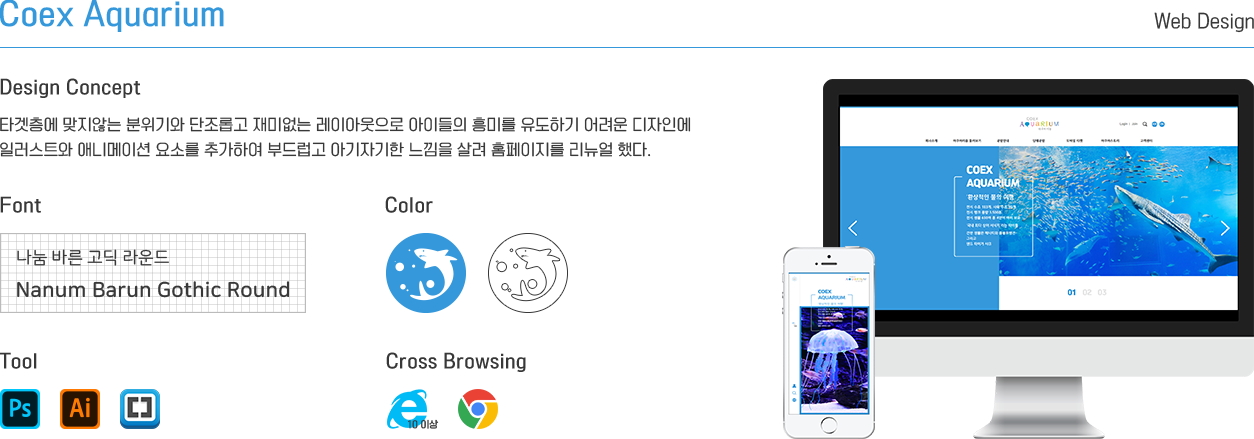 Coex Aquarium
Web Design
Design Concept
타겟층에 맞지않는 분위기와 단조롭고 재미없는 레이아웃으로 아이들의 흥미를 유도하기 어려운 디자인에
일러스트와 애니메이션 요소를 추가하여 부드럽고 아기자기한 느낌을 살려 홈페이지를 리뉴얼 했다.
Font
Color
나눔 바른 고딕 라운드
Nanum Barun Gothic Round
Tool
Cross Browsing
Ps
Ai
10 이상
COEX
AQUARIUM
Login
Join
COEX
AQUARIUM
환상적인 물의 여행
01 02 03
COEX
AQUARIUM